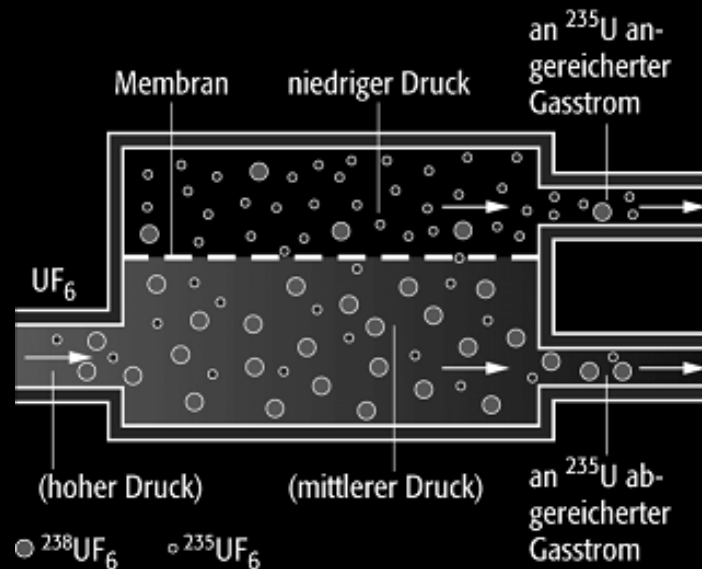 an ²³⁵U an-
gereicherter
Gasstrom
Membran
niedriger Druck
UF₆
(hoher Druck)
(mittlerer Druck)
an ²³⁵U ab-
gereicherter
Gasstrom
²³⁸UF₆
²³⁵UF₆